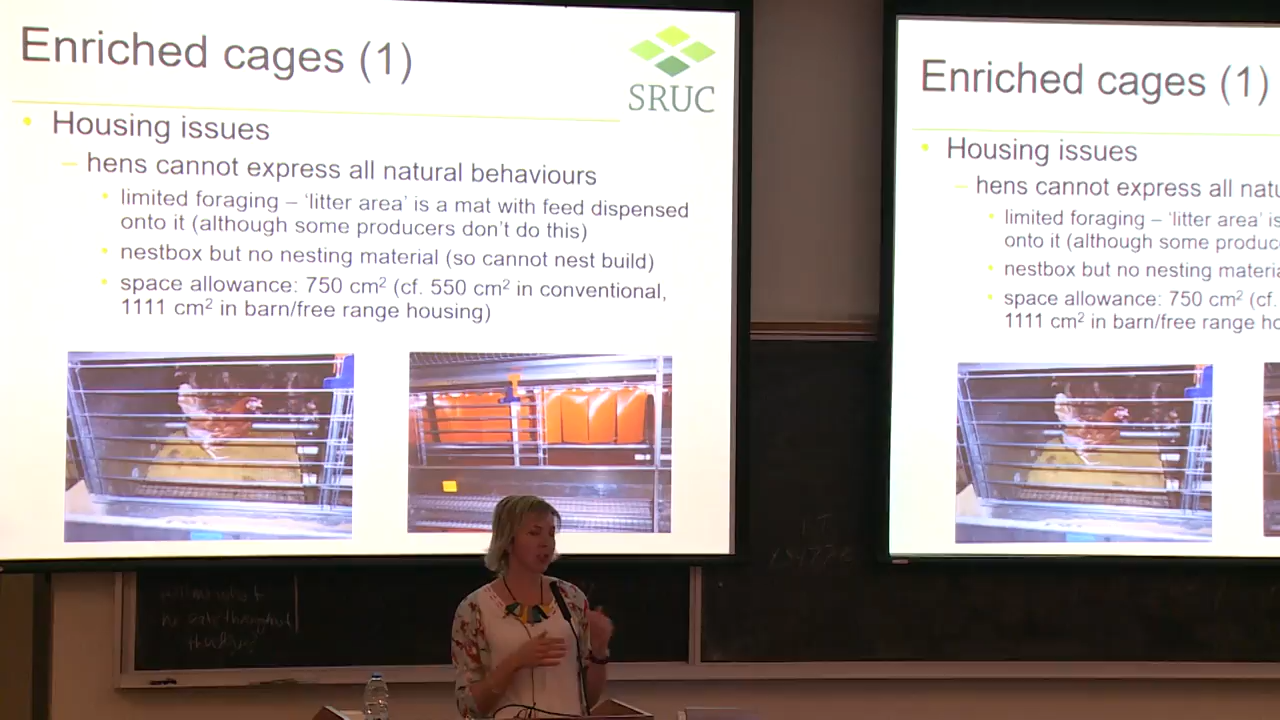 Enriched cages (1)
SRUC
• Housing issues
– hens cannot express all natural behaviours
• limited foraging – 'litter area' is a mat with feed dispensed
onto it (although some producers don't do this)
• nestbox but no nesting material (so cannot nest build)
• space allowance: 750 cm² (cf. 550 cm² in conventional,
1111 cm² in barn/free range housing)
Enriched cages (1)
• Housing issues
– hens cannot express all natu
• limited foraging – 'litter area' is
onto it (although some produc
• nestbox but no nesting materia
• space allowance: 750 cm² (cf.
1111 cm² in barn/free range ho